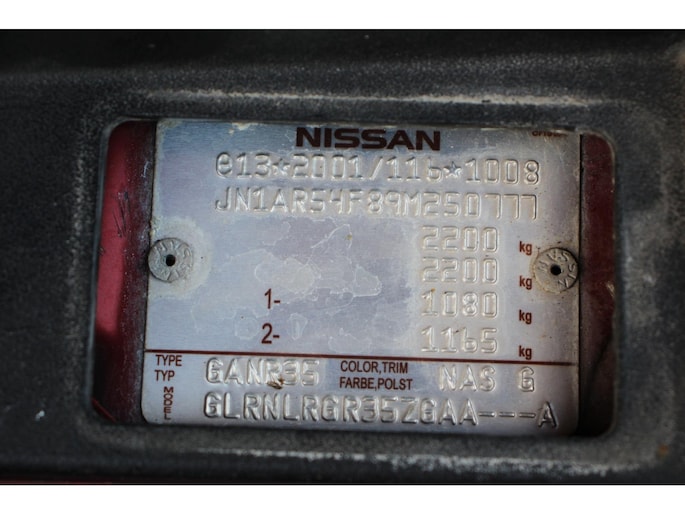 NISSAN
e13*2001/116*1008
JN1AR54F89M250777
2200 kg
2200 kg
1- 1080 kg
2- 1165 kg
TYPE
TYP GANR35 COLOR,TRIM
FARBE,POLST NAS G
MODEL GLRNLRGR35ZGAA---A